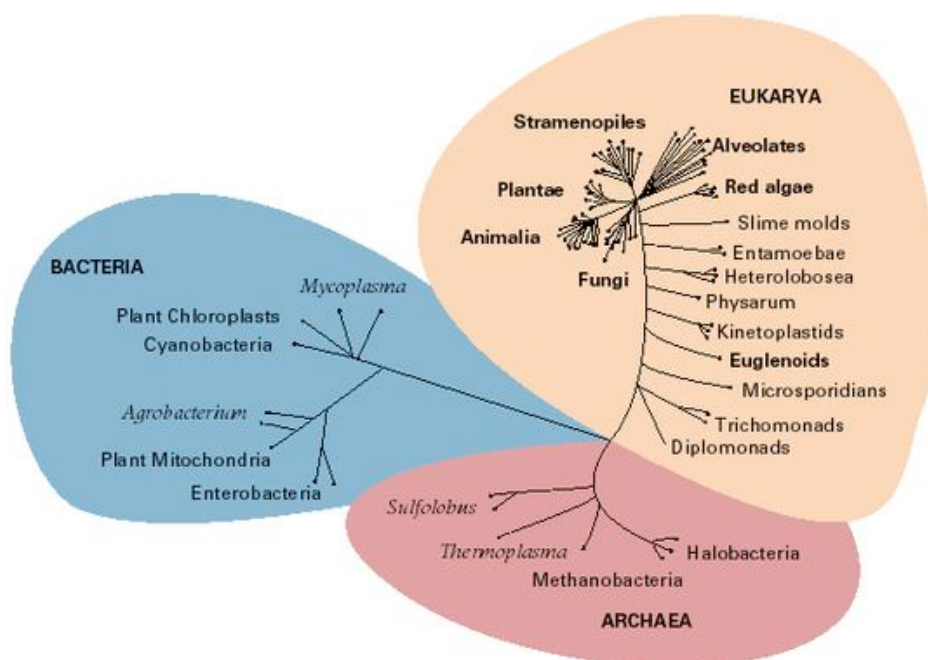 EUKARYA
Stramenopiles
Alveolates
Plantae
Red algae
Animalia
Slime molds
Entamoebae
Fungi
Heterolobosea
Physarum
Kinetoplastids
Euglenoids
Microsporidians
Trichomonads
Diplomonads
BACTERIA
Mycoplasma
Plant Chloroplasts
Cyanobacteria
Agrobacterium
Plant Mitochondria
Enterobacteria
Sulfolobus
Thermoplasma
Halobacteria
Methanobacteria
ARCHAEA